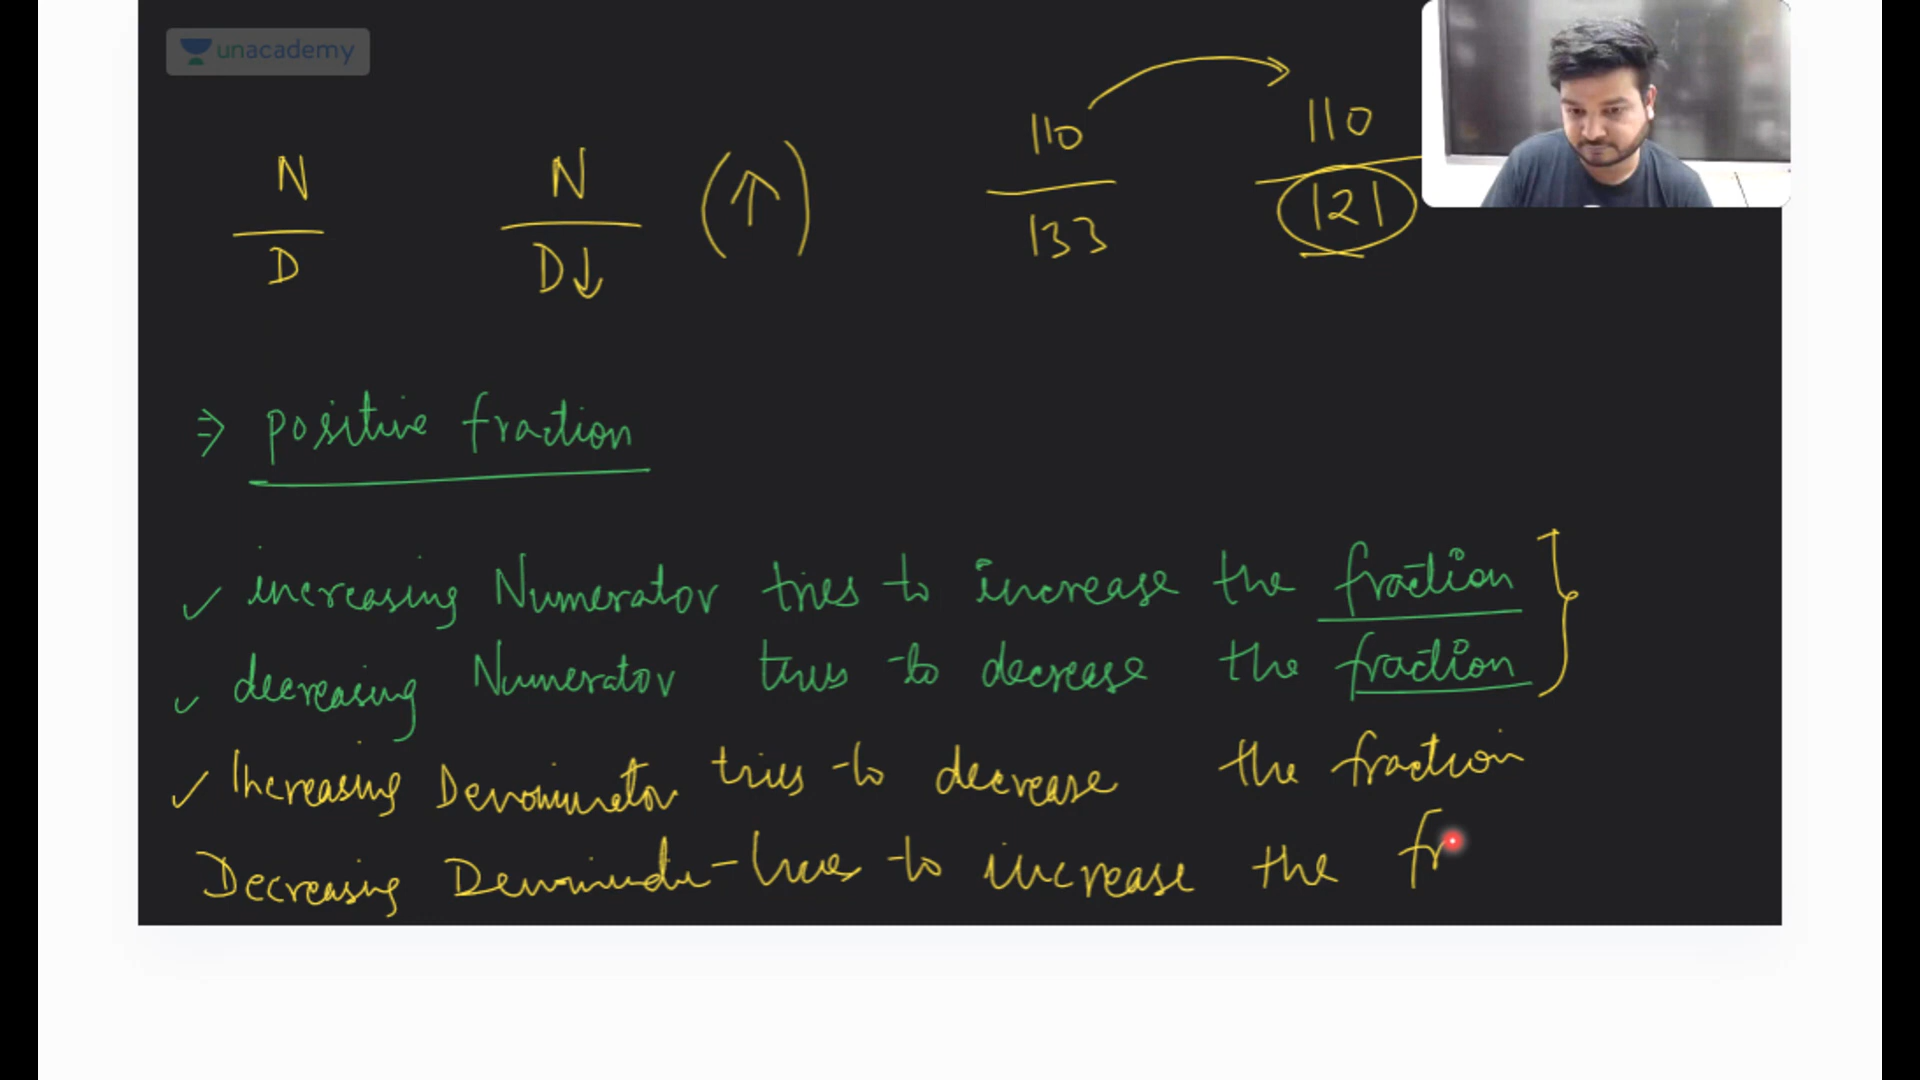 unacademy
N/D N/D↓ (↑) 110/133 110/121
⇒ positive fraction
✓ increasing Numerator tries to increase the fraction
✓ decreasing Numerator tries to decrease the fraction
✓ Increasing Denominator tries to decrease the fraction
Decreasing Denominator tries to increase the fr